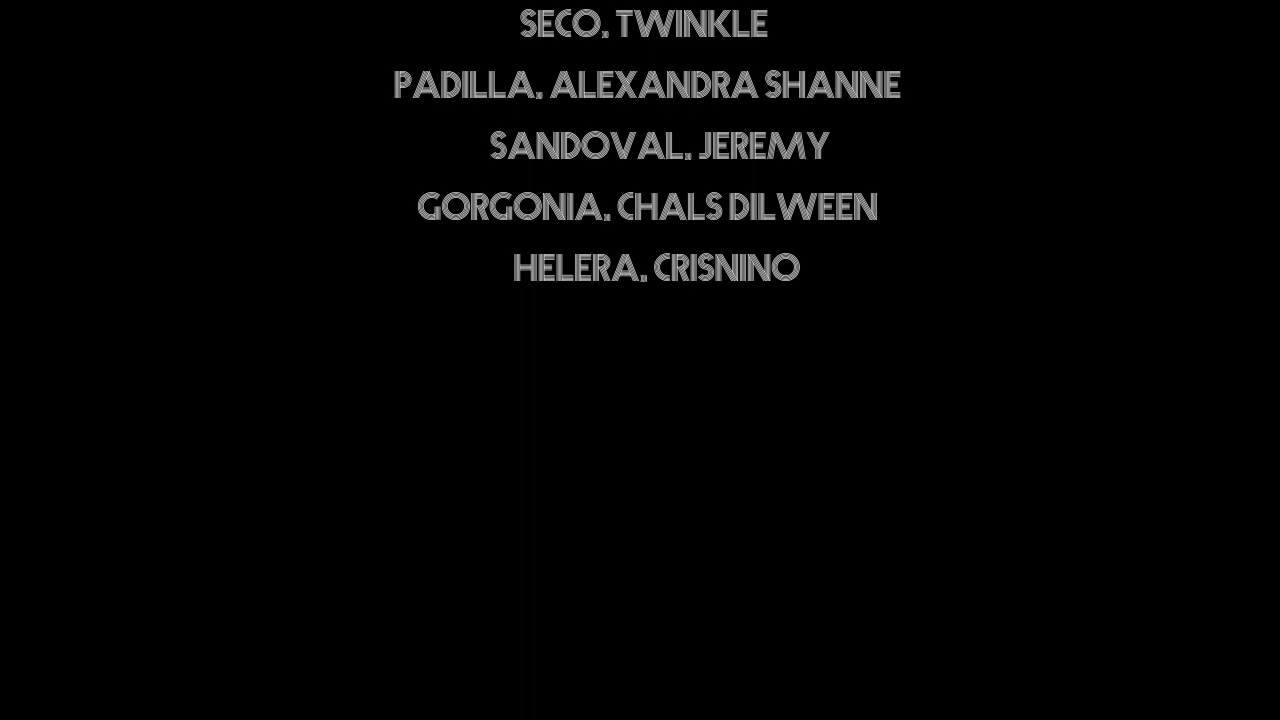 SECO, TWINKLE
PADILLA, ALEXANDRA SHANNE
SANDOVAL, JEREMY
GORGONIA, CHALS DILWEEN
HELERA, CRISNINO